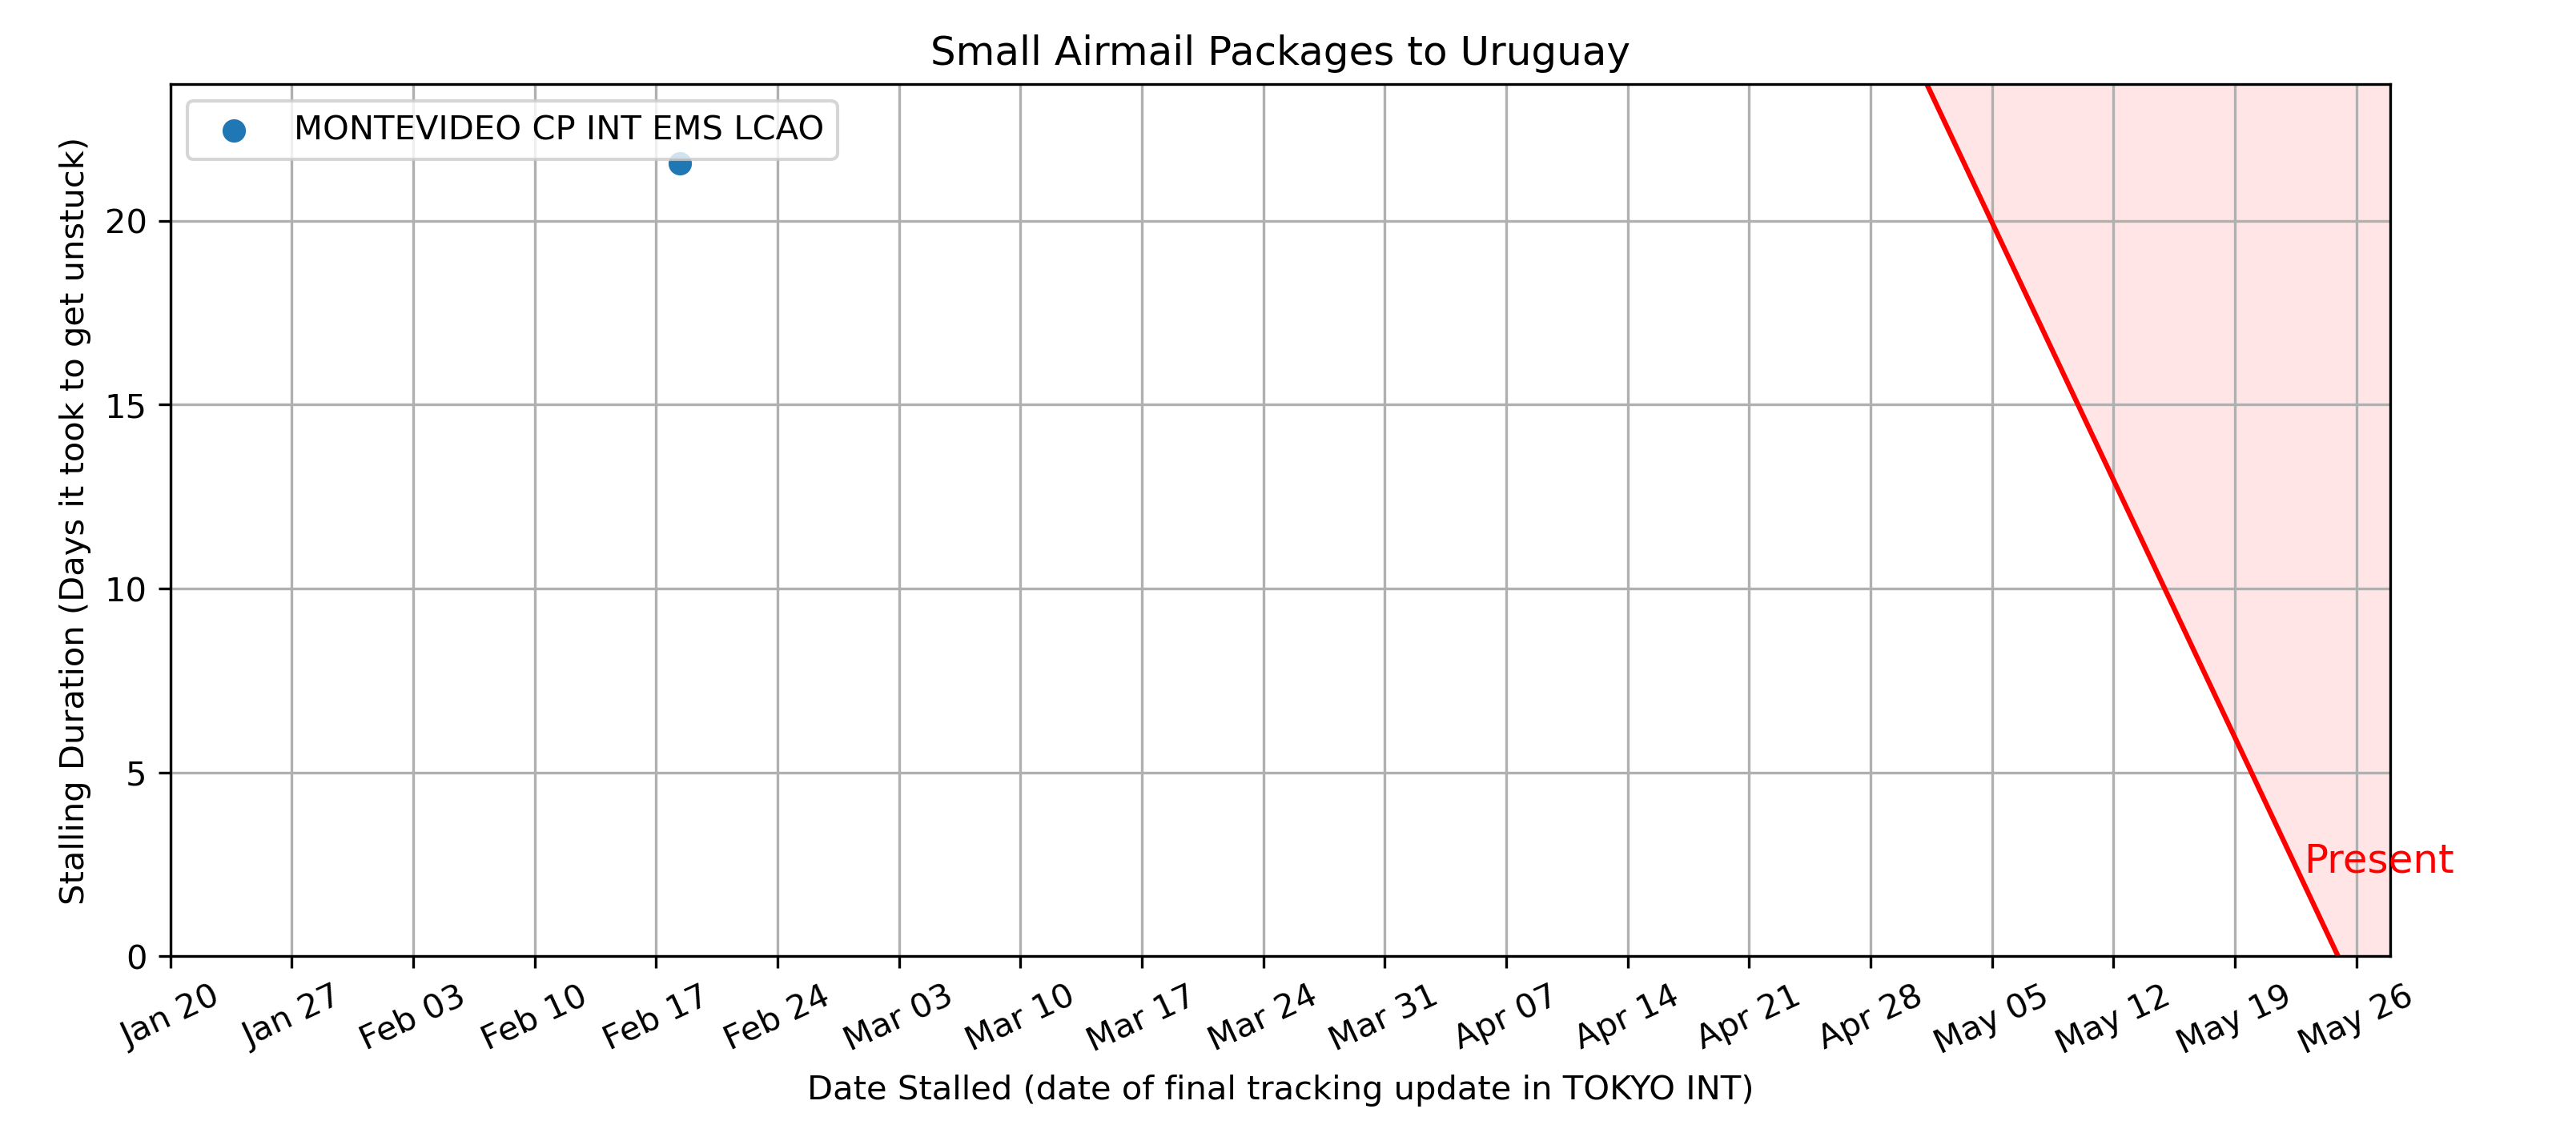 Small Airmail Packages to Uruguay
MONTEVIDEO CP INT EMS LCAO
Stalling Duration (Days it took to get unstuck)
20
15
10
5
0
Present
Jan 20 Jan 27 Feb 03 Feb 10 Feb 17 Feb 24 Mar 03 Mar 10 Mar 17 Mar 24 Mar 31 Apr 07 Apr 14 Apr 21 Apr 28 May 05 May 12 May 19 May 26
Date Stalled (date of final tracking update in TOKYO INT)